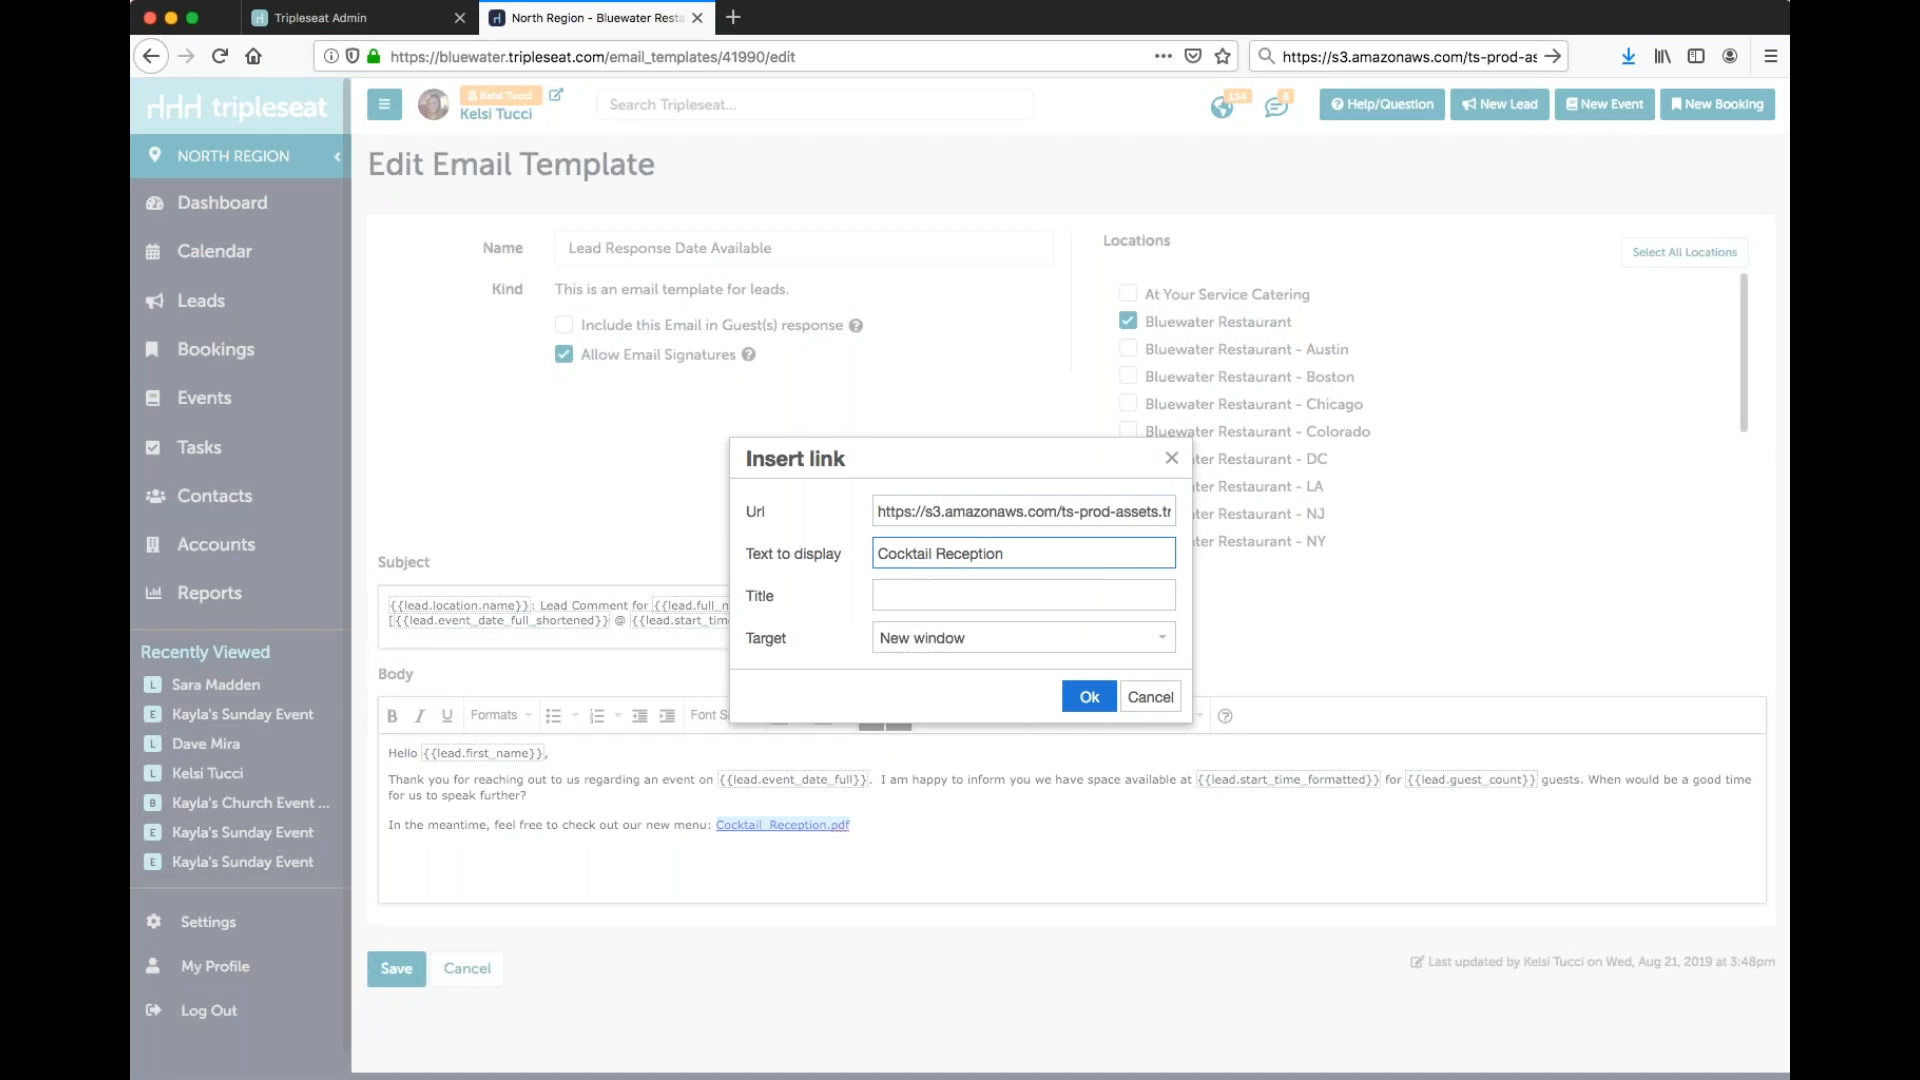 Tripleseat Admin
North Region - Bluewater Resta
https://bluewater.tripleseat.com/email_templates/41990/edit
https://s3.amazonaws.com/ts-prod-as
tripleseat
Kelsi Tucci
Kelsi Tucci
Search Tripleseat...
134
8
Help/Question
New Lead
New Event
New Booking
NORTH REGION
Dashboard
Calendar
Leads
Bookings
Events
Tasks
Contacts
Accounts
Reports
Recently Viewed
L Sara Madden
E Kayla's Sunday Event
L Dave Mira
L Kelsi Tucci
B Kayla's Church Event ...
E Kayla's Sunday Event
E Kayla's Sunday Event
Settings
My Profile
Log Out
Edit Email Template
Name
Lead Response Date Available
Kind
This is an email template for leads.
Include this Email in Guest(s) response
Allow Email Signatures
Locations
Select All Locations
At Your Service Catering
Bluewater Restaurant
Bluewater Restaurant - Austin
Bluewater Restaurant - Boston
Bluewater Restaurant - Chicago
Bluewater Restaurant - Colorado
ter Restaurant - DC
ter Restaurant - LA
ter Restaurant - NJ
ter Restaurant - NY
Insert link
Url
https://s3.amazonaws.com/ts-prod-assets.tr
Text to display
Cocktail Reception
Title
Target
New window
Ok
Cancel
Subject
{{lead.location.name}}: Lead Comment for {{lead.full_n
[{{lead.event_date_full_shortened}} @ {{lead.start_tim
Body
B I U Formats Font S
Hello {{lead.first_name}},
Thank you for reaching out to us regarding an event on {{lead.event_date_full}}. I am happy to inform you we have space available at {{lead.start_time_formatted}} for {{lead.guest_count}} guests. When would be a good time
for us to speak further?
In the meantime, feel free to check out our new menu: Cocktail_Reception.pdf
Save
Cancel
Last updated by Kelsi Tucci on Wed, Aug 21, 2019 at 3:48pm